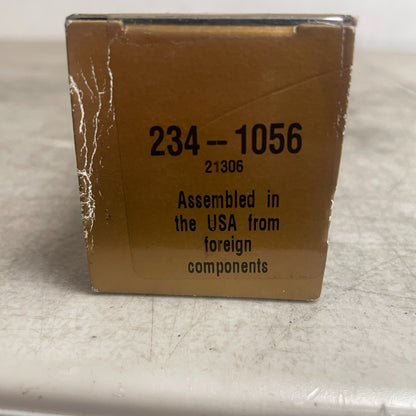 234--1056
21306
Assembled in
the USA from
foreign
components